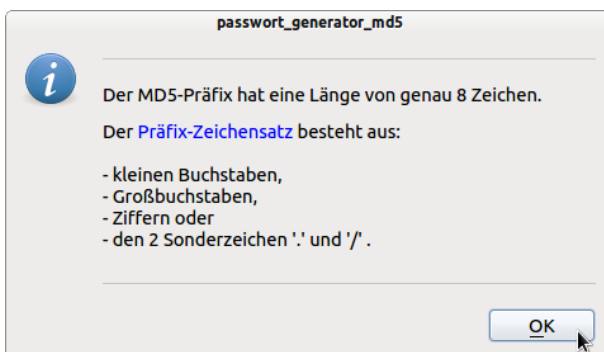 passwort_generator_md5
Der MD5-Präfix hat eine Länge von genau 8 Zeichen.
Der Präfix-Zeichensatz besteht aus:
- kleinen Buchstaben,
- Großbuchstaben,
- Ziffern oder
- den 2 Sonderzeichen '.' und '/' .
OK